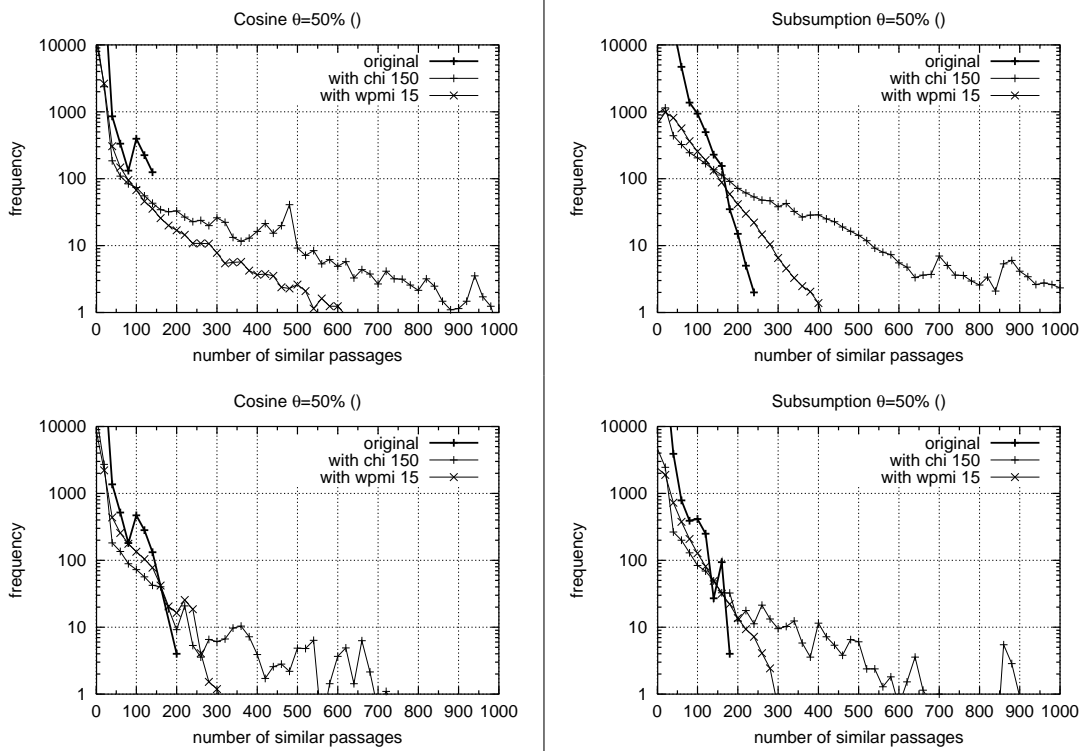 Cosine θ=50% ()
10000
1000
100
10
1
frequency
original
with chi 150
with wpmi 15
0 100 200 300 400 500 600 700 800 900 1000
number of similar passages
Subsumption θ=50% ()
10000
1000
100
10
1
frequency
original
with chi 150
with wpmi 15
0 100 200 300 400 500 600 700 800 900 1000
number of similar passages
Cosine θ=50% ()
10000
1000
100
10
1
frequency
original
with chi 150
with wpmi 15
0 100 200 300 400 500 600 700 800 900 1000
number of similar passages
Subsumption θ=50% ()
10000
1000
100
10
1
frequency
original
with chi 150
with wpmi 15
0 100 200 300 400 500 600 700 800 900 1000
number of similar passages